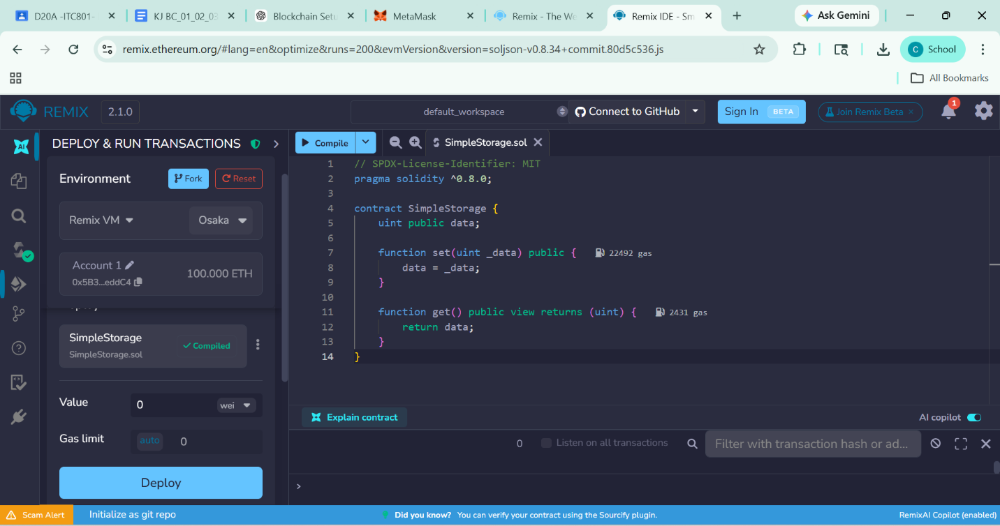 D20A -ITC801-
KJ BC_01_02_03
Blockchain Setu
MetaMask
Remix - The We
Remix IDE - Sm
Ask Gemini
remix.ethereum.org/#lang=en&optimize&runs=200&evmVersion&version=soljson-v0.8.34+commit.80d5c536.js
C
School
All Bookmarks
REMIX
2.1.0
default_workspace
Connect to GitHub
Sign In
BETA
Join Remix Beta ×
1
AI
DEPLOY & RUN TRANSACTIONS
Compile
SimpleStorage.sol
Environment
Fork
Reset
Remix VM
Osaka
Account 1
0x5B3...eddC4
100.000 ETH
SimpleStorage
SimpleStorage.sol
Compiled
Value
0
wei
Gas limit
auto
0
Deploy
1 // SPDX-License-Identifier: MIT
2 pragma solidity ^0.8.0;
3
4 contract SimpleStorage {
5 uint public data;
6
7 function set(uint _data) public { 22492 gas
8 data = _data;
9 }
10
11 function get() public view returns (uint) { 2431 gas
12 return data;
13 }
14 }
Explain contract
AI copilot
0
Listen on all transactions
Filter with transaction hash or ad...
>
Scam Alert
Initialize as git repo
Did you know? You can verify your contract using the Sourcify plugin.
RemixAI Copilot (enabled)